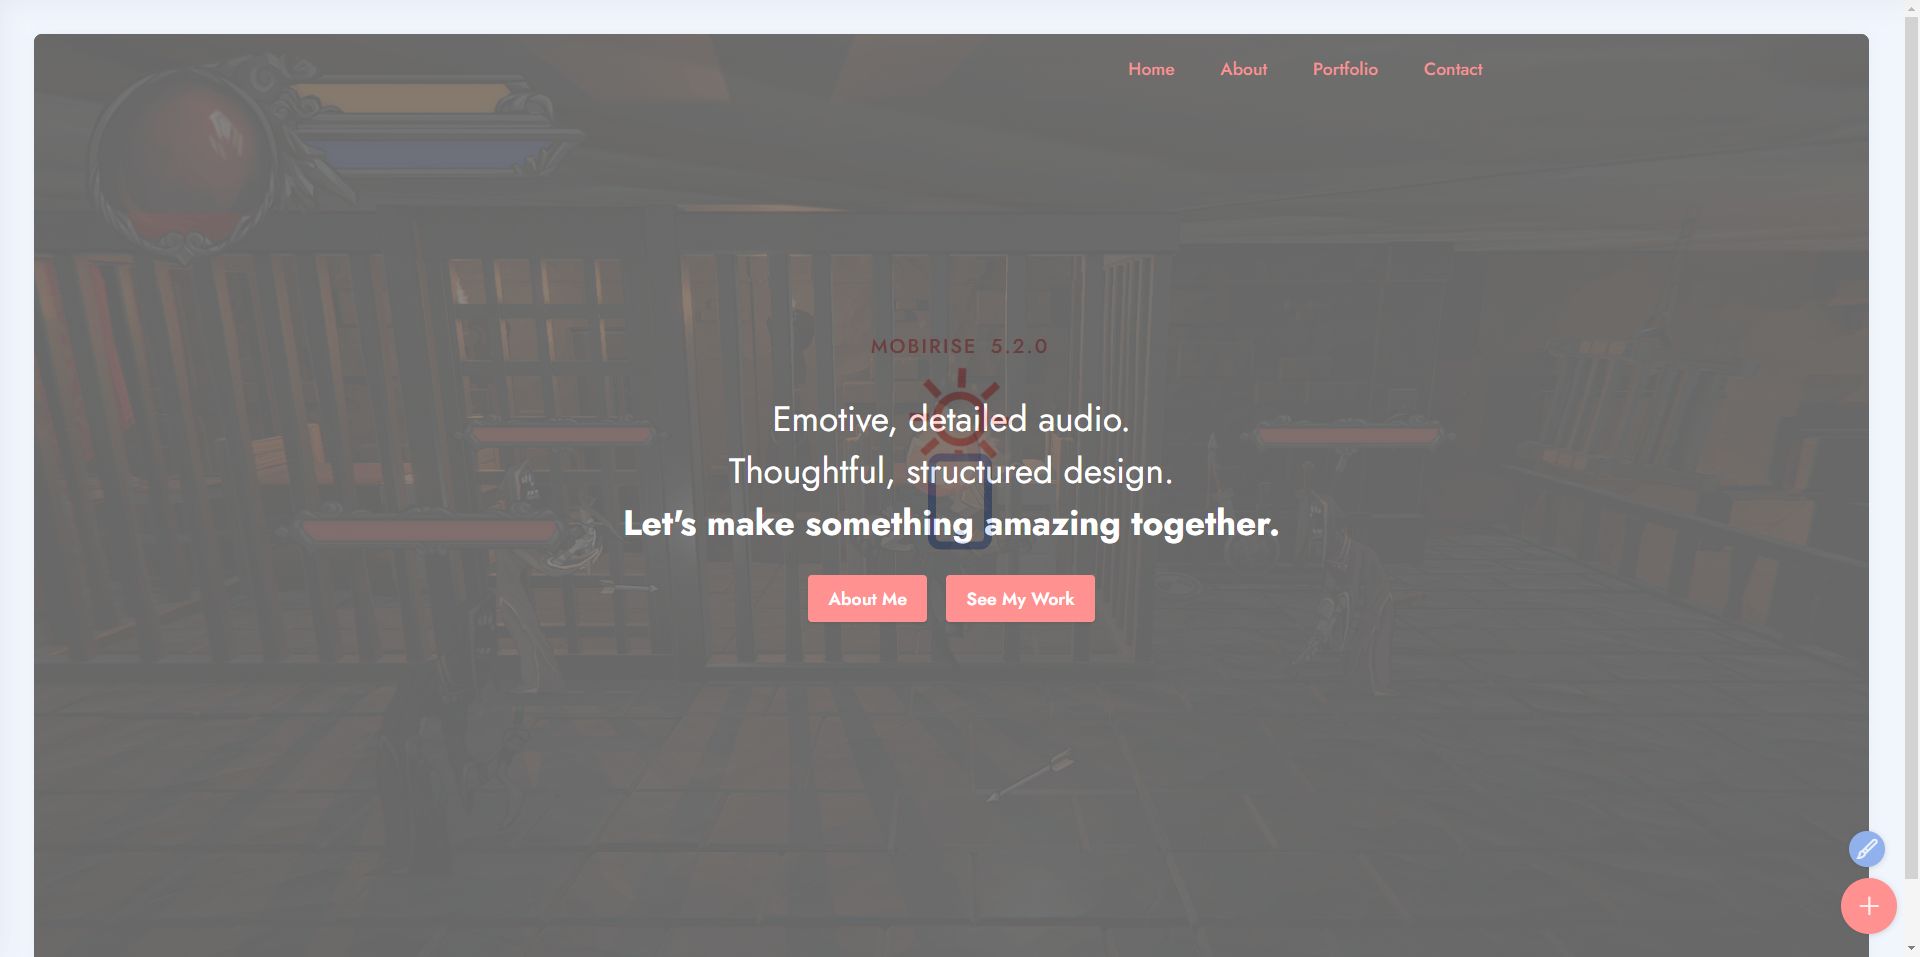 Home About Portfolio Contact
MOBIRISE 5.2.0
Emotive, detailed audio.
Thoughtful, structured design.
Let's make something amazing together.
About Me See My Work